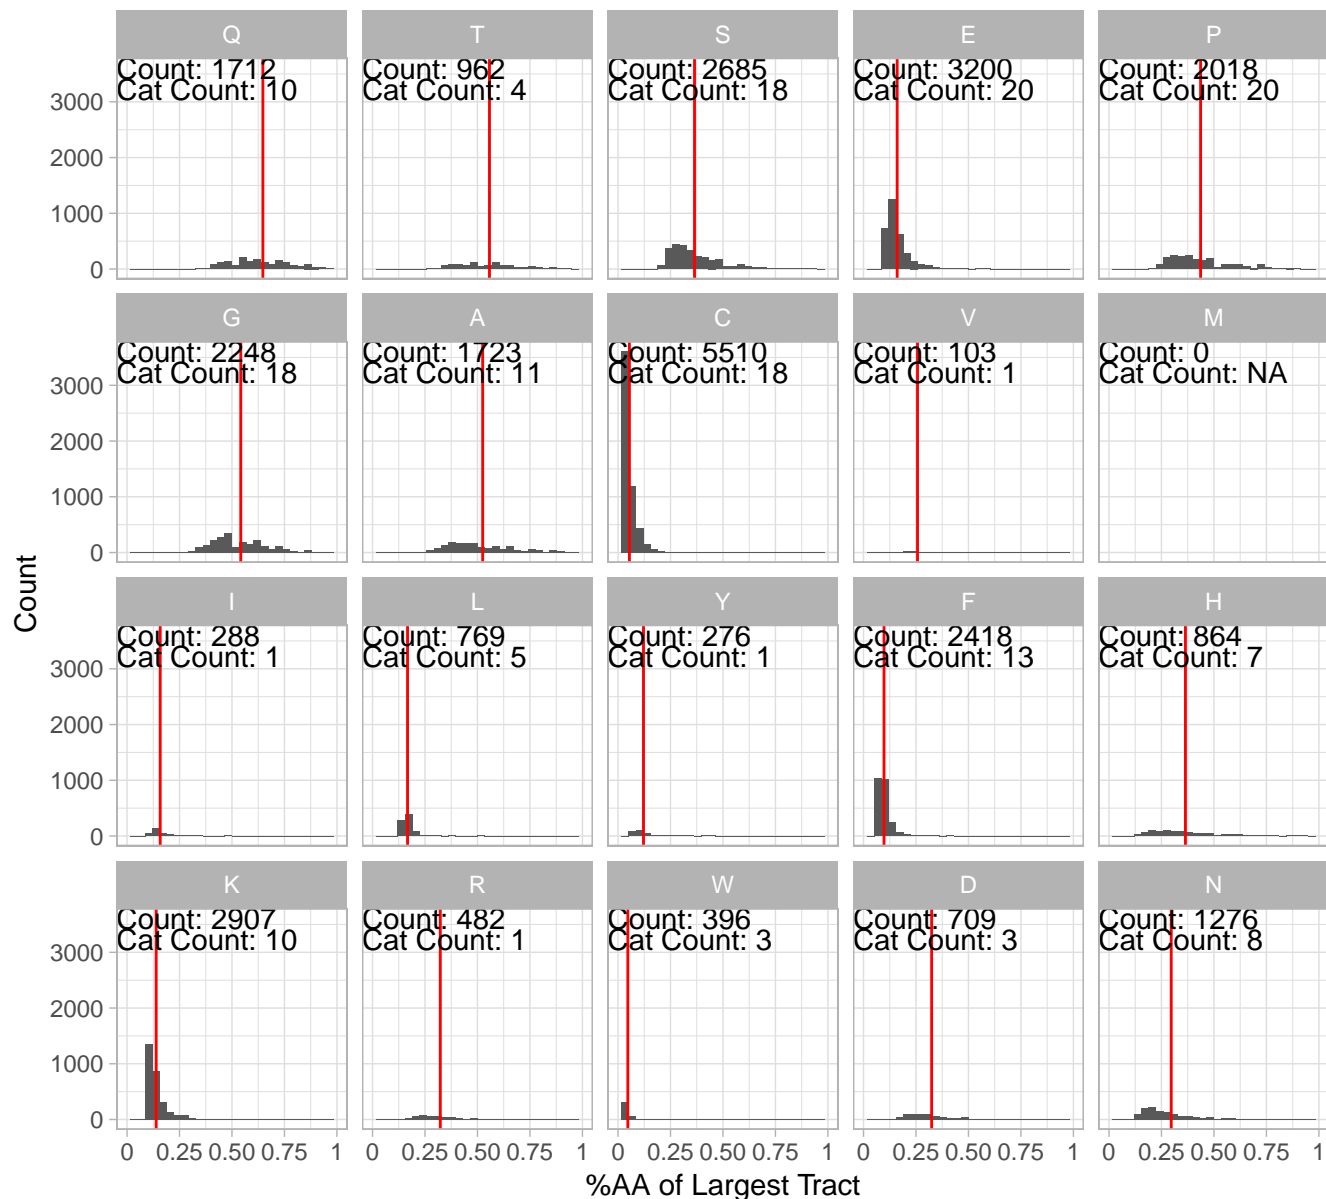 Q T S E P
Count: 1712 Count: 962 Count: 2685 Count: 3200 Count: 2018
Cat Count: 10 Cat Count: 4 Cat Count: 18 Cat Count: 20 Cat Count: 20
3000
2000
1000
0
G A C V M
Count: 2248 Count: 1723 Count: 5510 Count: 103 Count: 0
Cat Count: 18 Cat Count: 11 Cat Count: 18 Cat Count: 1 Cat Count: NA
3000
2000
1000
0
Count
I L Y F H
Count: 288 Count: 769 Count: 276 Count: 2418 Count: 864
Cat Count: 1 Cat Count: 5 Cat Count: 1 Cat Count: 13 Cat Count: 7
3000
2000
1000
0
K R W D N
Count: 2907 Count: 482 Count: 396 Count: 709 Count: 1276
Cat Count: 10 Cat Count: 1 Cat Count: 3 Cat Count: 3 Cat Count: 8
3000
2000
1000
0
0 0.25 0.50 0.75 1 0 0.25 0.50 0.75 1 0 0.25 0.50 0.75 1 0 0.25 0.50 0.75 1 0 0.25 0.50 0.75 1
%AA of Largest Tract